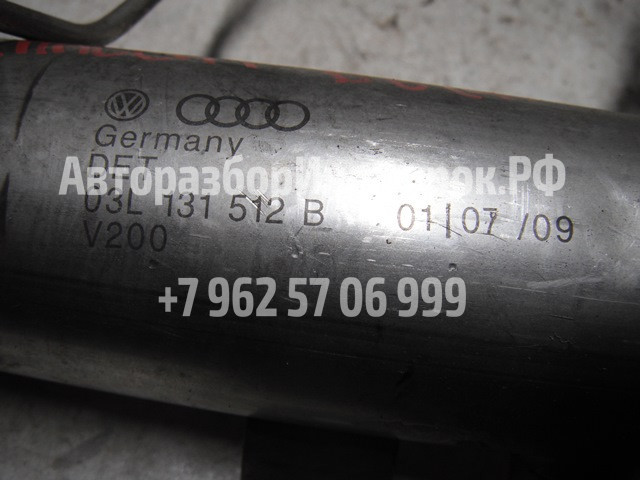 Germany
DET
03L 131 512 B 01/07/09
V200
+7 962 57 06 999